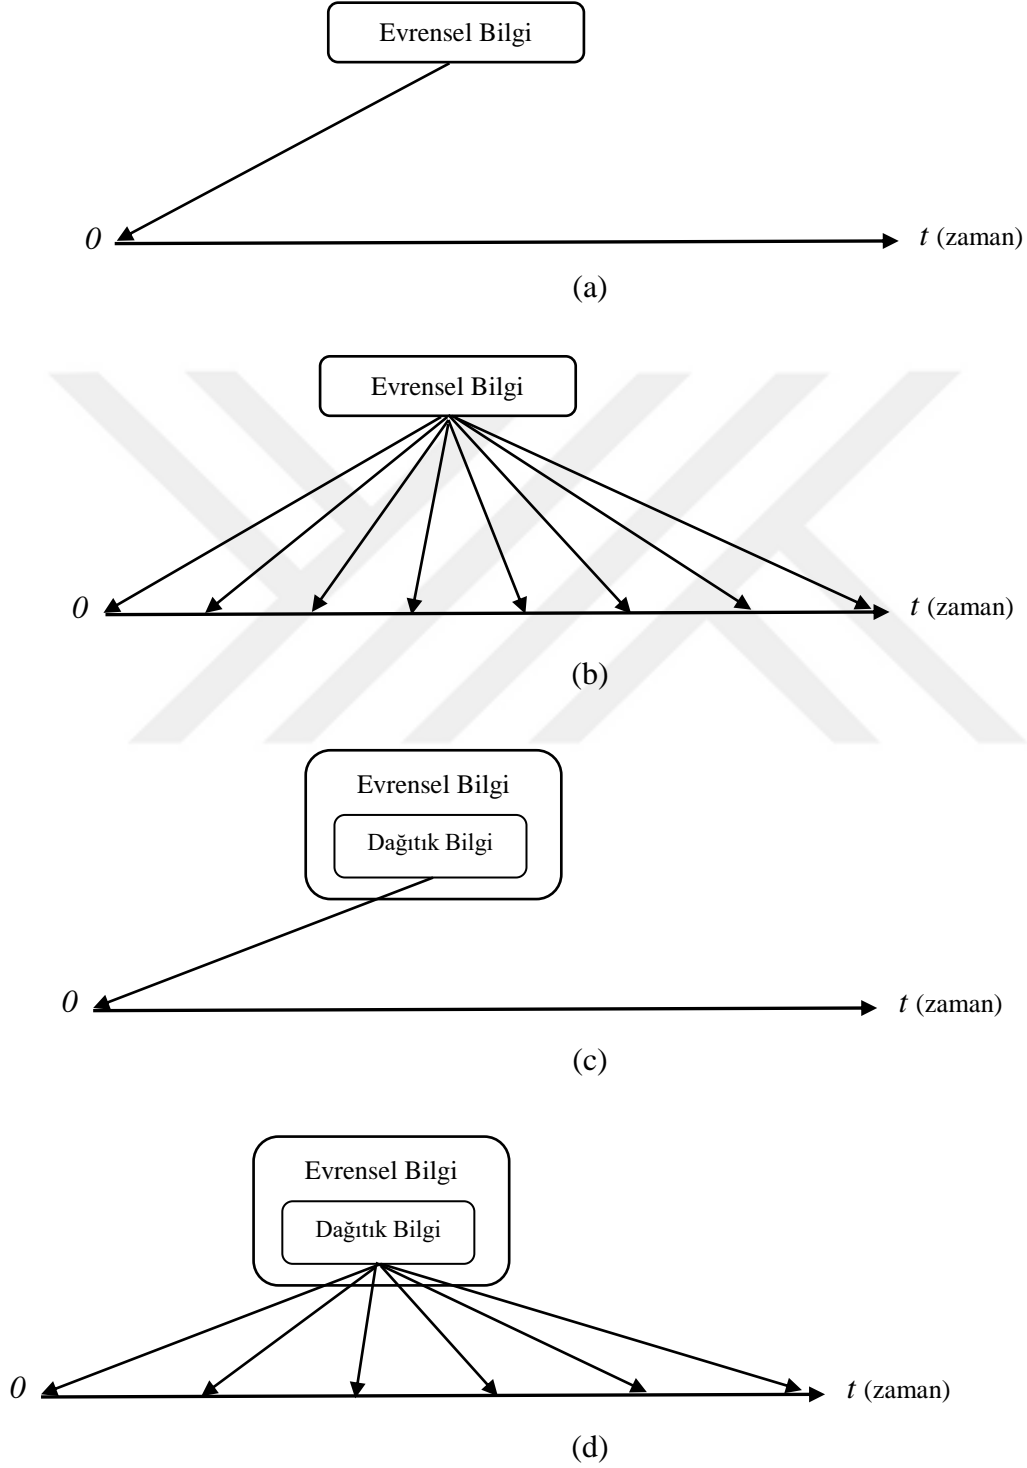 Evrensel Bilgi
0 t (zaman)
(a)
Evrensel Bilgi
0 t (zaman)
(b)
Evrensel Bilgi
Dağıtık Bilgi
0 t (zaman)
(c)
Evrensel Bilgi
Dağıtık Bilgi
0 t (zaman)
(d)